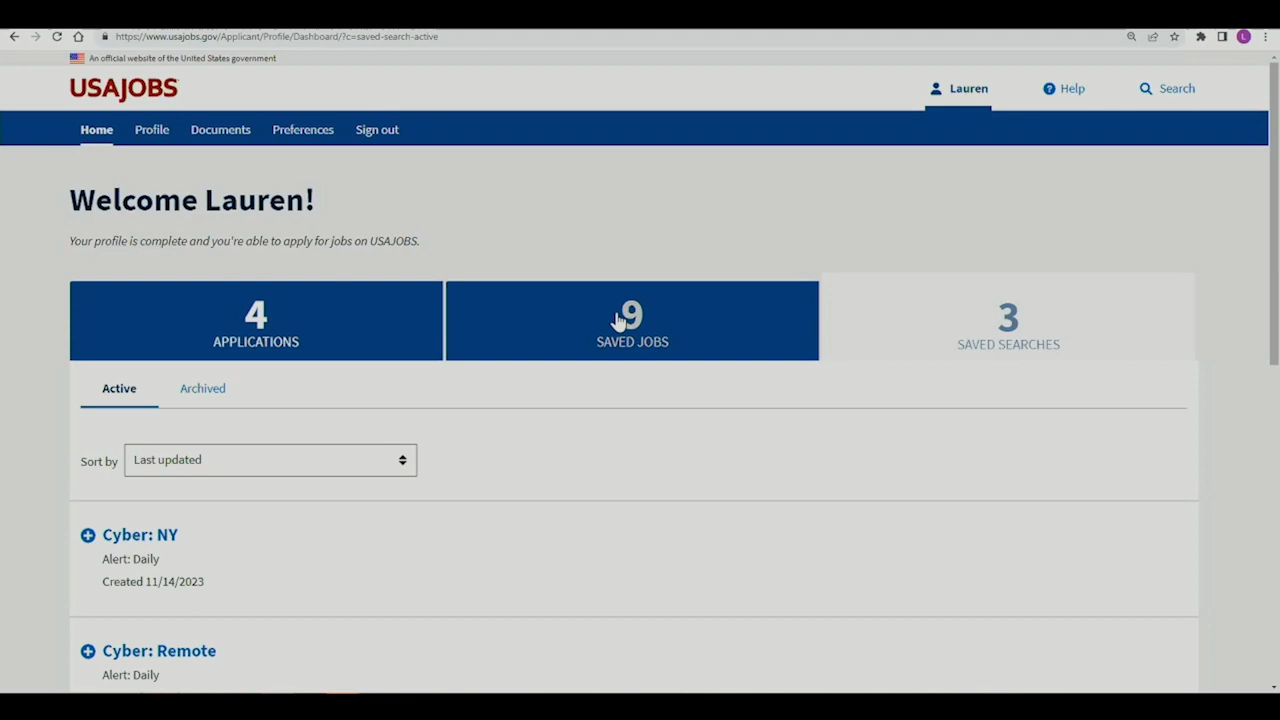 https://www.usajobs.gov/Applicant/Profile/Dashboard/?c=saved-search-active
L
An official website of the United States government
USAJOBS
Lauren
Help
Search
Home
Profile
Documents
Preferences
Sign out
Welcome Lauren!
Your profile is complete and you're able to apply for jobs on USAJOBS.
4
APPLICATIONS
9
SAVED JOBS
3
SAVED SEARCHES
Active
Archived
Sort by
Last updated
Cyber: NY
Alert: Daily
Created 11/14/2023
Cyber: Remote
Alert: Daily